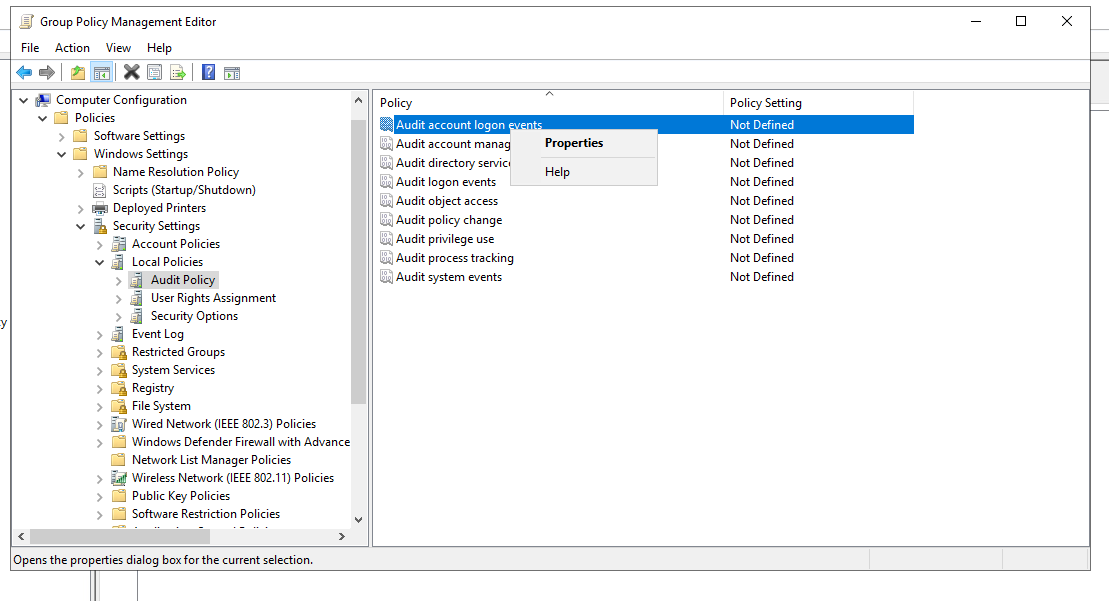 Group Policy Management Editor
File Action View Help
Computer Configuration
Policies
Software Settings
Windows Settings
Name Resolution Policy
Scripts (Startup/Shutdown)
Deployed Printers
Security Settings
Account Policies
Local Policies
Audit Policy
User Rights Assignment
Security Options
Event Log
Restricted Groups
System Services
Registry
File System
Wired Network (IEEE 802.3) Policies
Windows Defender Firewall with Advance
Network List Manager Policies
Wireless Network (IEEE 802.11) Policies
Public Key Policies
Software Restriction Policies
Policy Policy Setting
Audit account logon events Not Defined
Audit account manag Not Defined
Audit directory service Not Defined
Audit logon events Not Defined
Audit object access Not Defined
Audit policy change Not Defined
Audit privilege use Not Defined
Audit process tracking Not Defined
Audit system events Not Defined
Properties
Help
Opens the properties dialog box for the current selection.